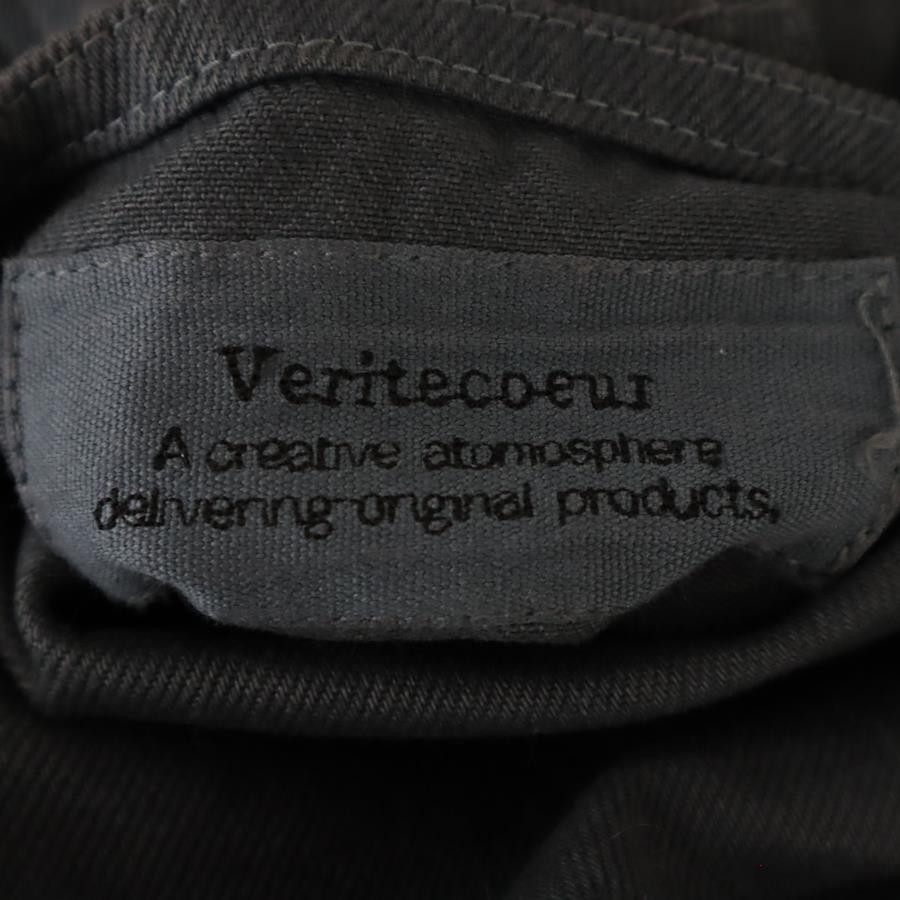 Veritecoeur
A creative atomosphere
delivering original products,